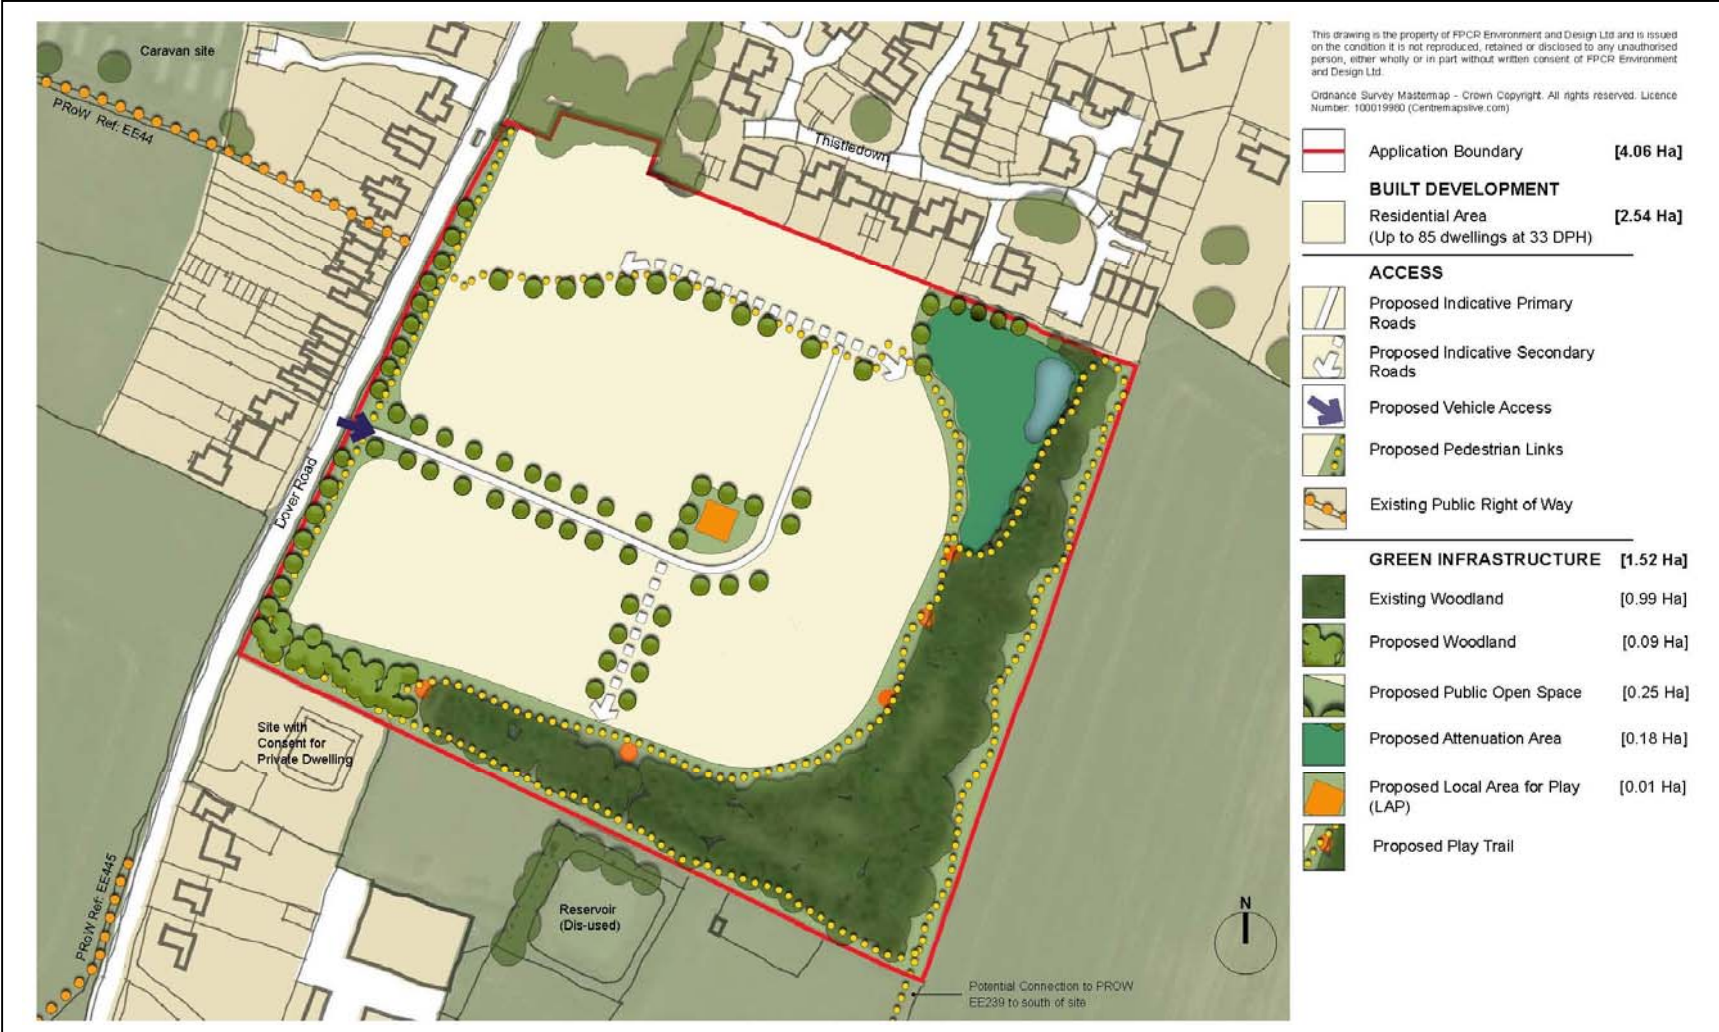 Caravan site
PRoW Ref: EE44
Thistledown
Dover Road
Site with
Consent for
Private Dwelling
PRoW Ref: EE445
Reservoir
(Dis-used)
Potential Connection to PROW
EE239 to south of site
N
This drawing is the property of FPCR Environment and Design Ltd and is issued
on the condition it is not reproduced, retained or disclosed to any unauthorised
person, either wholly or in part without written consent of FPCR Environment
and Design Ltd.
Ordnance Survey Mastermap - Crown Copyright. All rights reserved. Licence
Number: 100019980 (Centremapslive.com)
Application Boundary [4.06 Ha]
BUILT DEVELOPMENT
Residential Area [2.54 Ha]
(Up to 85 dwellings at 33 DPH)
ACCESS
Proposed Indicative Primary
Roads
Proposed Indicative Secondary
Roads
Proposed Vehicle Access
Proposed Pedestrian Links
Existing Public Right of Way
GREEN INFRASTRUCTURE [1.52 Ha]
Existing Woodland [0.99 Ha]
Proposed Woodland [0.09 Ha]
Proposed Public Open Space [0.25 Ha]
Proposed Attenuation Area [0.18 Ha]
Proposed Local Area for Play [0.01 Ha]
(LAP)
Proposed Play Trail